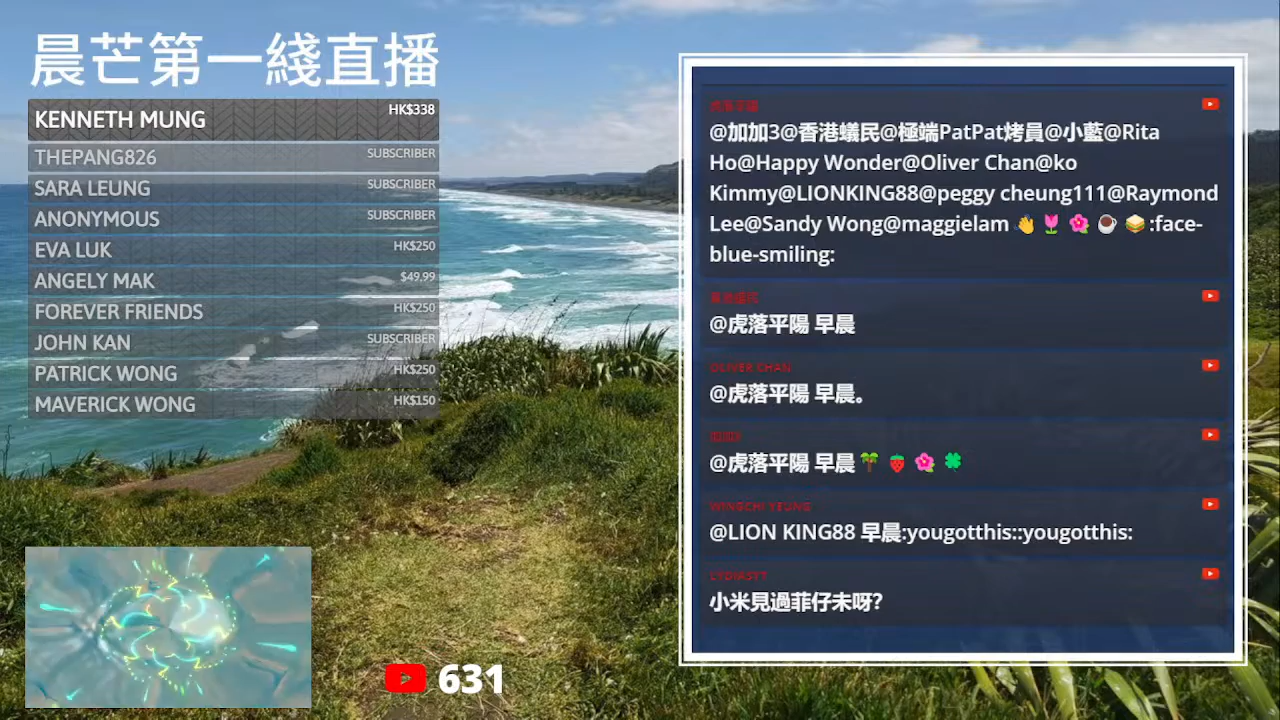 晨芒第一綫直播
KENNETH MUNG HK$338
THEPANG826 SUBSCRIBER
SARA LEUNG SUBSCRIBER
ANONYMOUS SUBSCRIBER
EVA LUK HK$250
ANGELY MAK $49.99
FOREVER FRIENDS HK$250
JOHN KAN SUBSCRIBER
PATRICK WONG HK$250
MAVERICK WONG HK$150
631
虎落平陽
@加加3@香港蟻民@極端PatPat烤員@小藍@Rita
Ho@Happy Wonder@Oliver Chan@ko
Kimmy@LIONKING88@peggy cheung111@Raymond
Lee@Sandy Wong@maggielam 👋 🌷 🌺 ☕ 🥪 :face-
blue-smiling:
@虎落平陽 早晨
OLIVER CHAN
@虎落平陽 早晨。
@虎落平陽 早晨🌴 🍓 🌺 🍀
WINGCHI YEUNG
@LION KING88 早晨:yougotthis::yougotthis:
小米見過菲仔未呀?